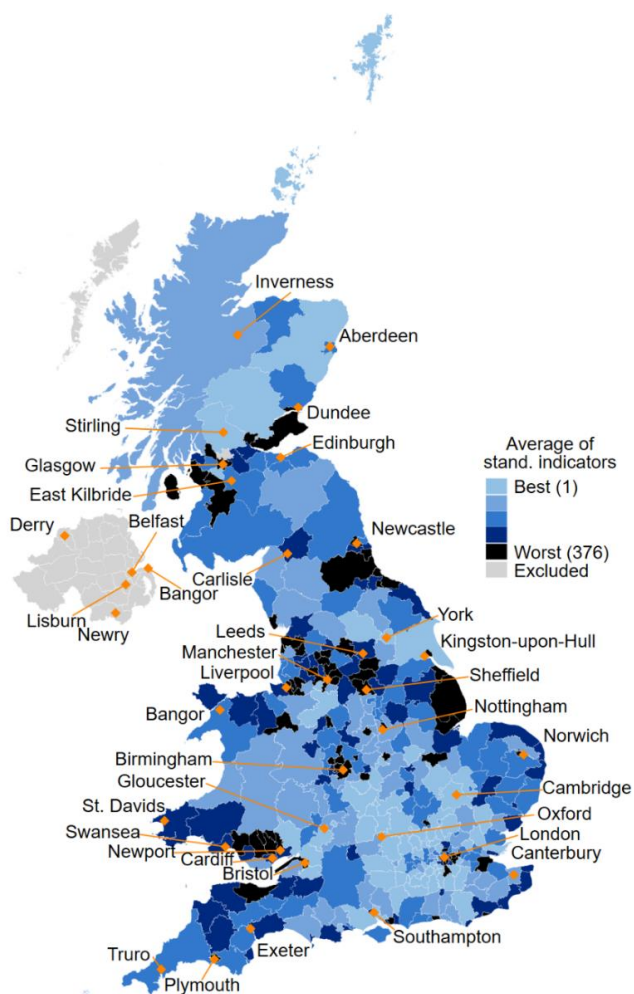 Inverness
Aberdeen
Dundee
Stirling
Edinburgh
Glasgow
East Kilbride
Average of
stand. indicators
Best (1)
Worst (376)
Excluded
Derry
Belfast
Newcastle
Carlisle
Bangor
Lisburn
Newry
York
Leeds
Kingston-upon-Hull
Manchester
Liverpool
Sheffield
Bangor
Nottingham
Norwich
Birmingham
Gloucester
Cambridge
St. Davids
Oxford
Swansea
London
Newport
Canterbury
Cardiff
Bristol
Southampton
Exeter
Truro
Plymouth